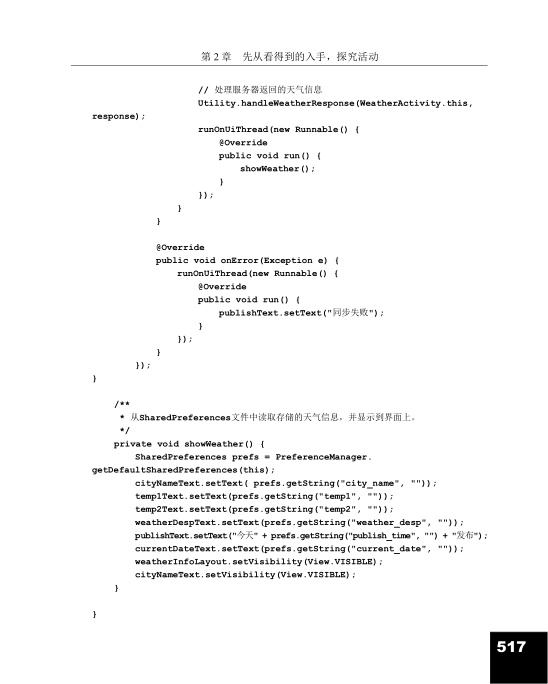 第 2 章 先从看得到的入手，探究活动
// 处理服务器返回的天气信息
Utility.handleWeatherResponse(WeatherActivity.this,
response);
runOnUiThread(new Runnable() {
@Override
public void run() {
showWeather();
}
});
}
}
@Override
public void onError(Exception e) {
runOnUiThread(new Runnable() {
@Override
public void run() {
publishText.setText("同步失败");
}
});
}
});
}
/**
* 从SharedPreferences文件中读取存储的天气信息，并显示到界面上。
*/
private void showWeather() {
SharedPreferences prefs = PreferenceManager.
getDefaultSharedPreferences(this);
cityNameText.setText( prefs.getString("city_name", ""));
temp1Text.setText(prefs.getString("temp1", ""));
temp2Text.setText(prefs.getString("temp2", ""));
weatherDespText.setText(prefs.getString("weather_desp", ""));
publishText.setText("今天" + prefs.getString("publish_time", "") + "发布");
currentDateText.setText(prefs.getString("current_date", ""));
weatherInfoLayout.setVisibility(View.VISIBLE);
cityNameText.setVisibility(View.VISIBLE);
}
}
517